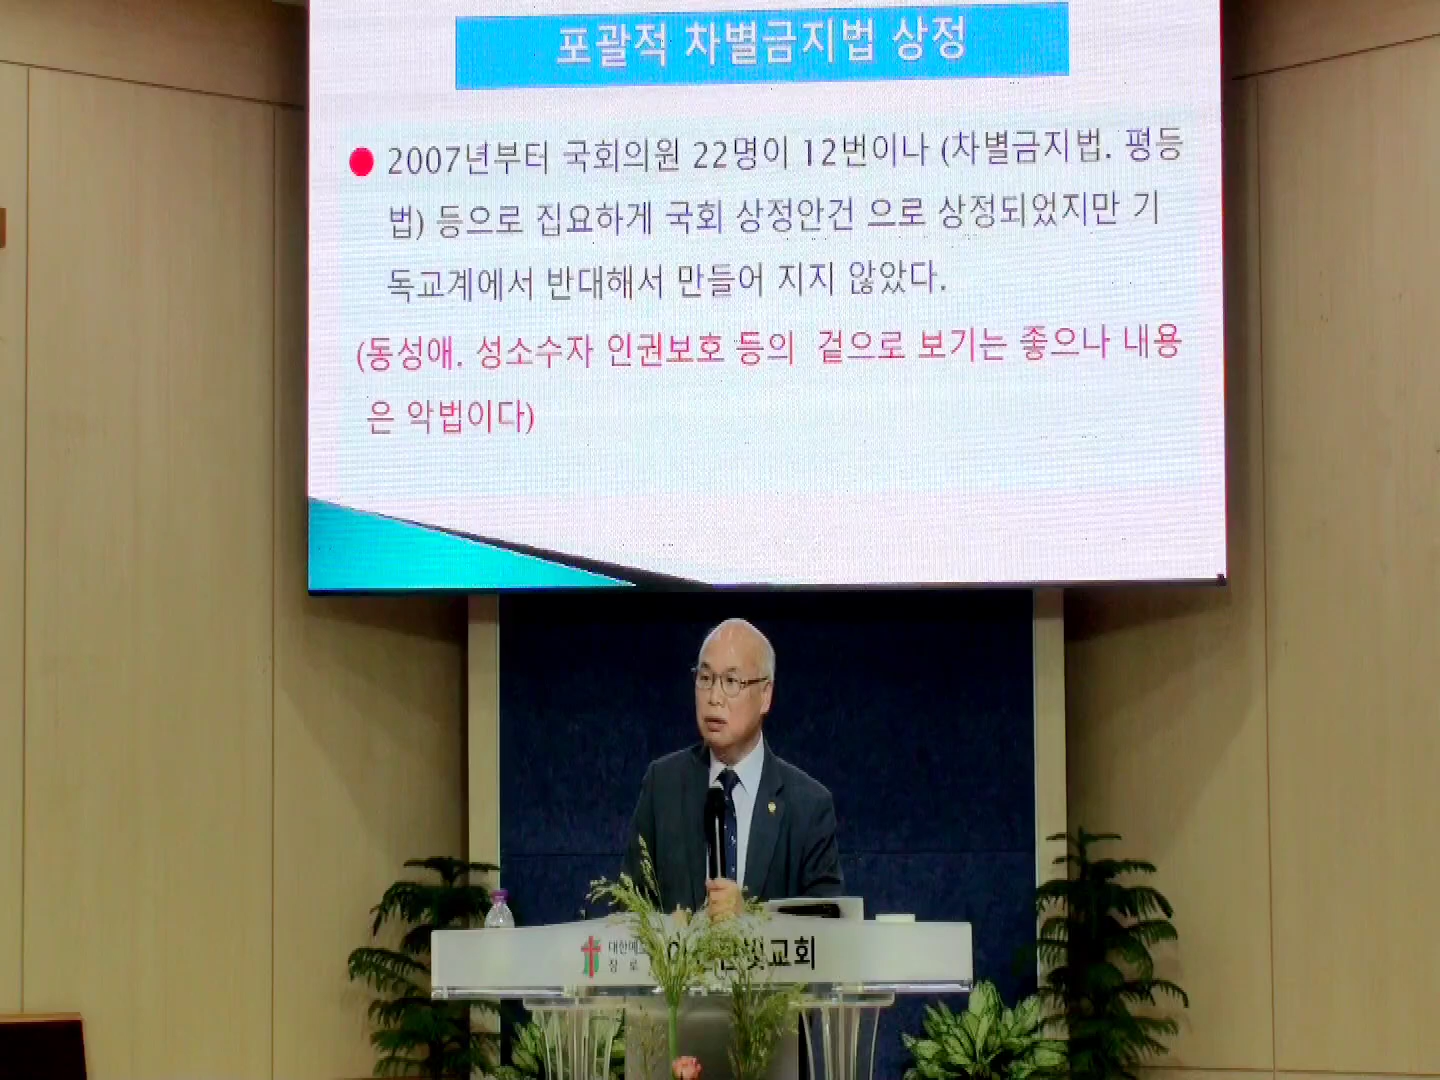 포괄적 차별금지법 상정
2007년부터 국회의원 22명이 12번이나 (차별금지법. 평등
법) 등으로 집요하게 국회 상정안건 으로 상정되었지만 기
독교계에서 반대해서 만들어 지지 않았다.
(동성애. 성소수자 인권보호 등의 겉으로 보기는 좋으나 내용
은 악법이다)
대한예
장 로
교회